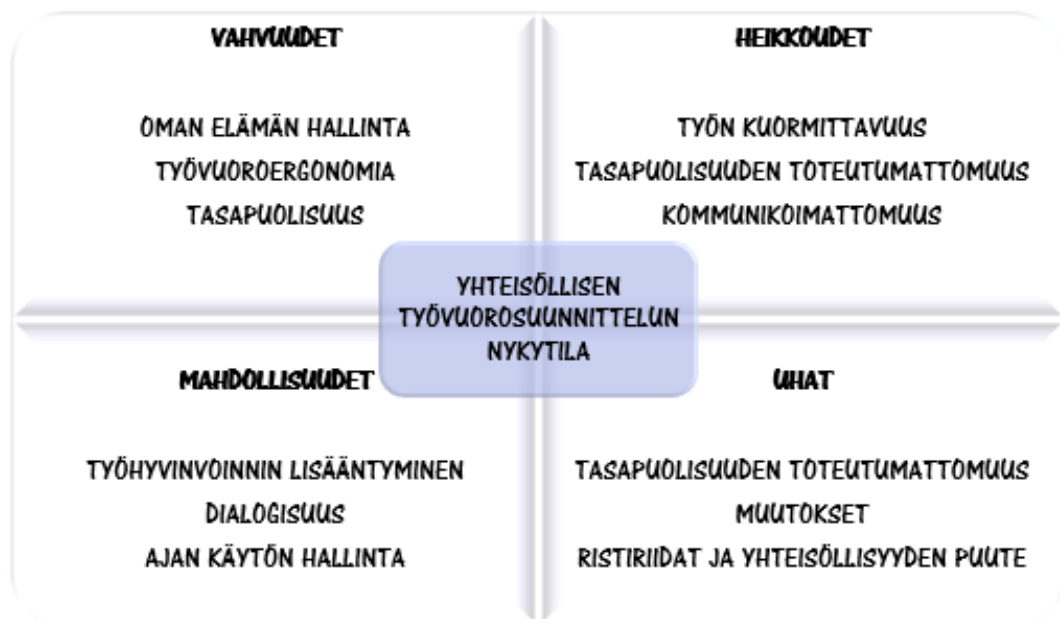 VAHVUUDET
OMAN ELÄMÄN HALLINTA
TYÖVUOROERGONOMIA
TASAPUOLISUUS
HEIKKOUDET
TYÖN KUORMITTAVUUS
TASAPUOLISUUDEN TOTEUTUMATTOMUUS
KOMMUNIKOIMATTOMUUS
YHTEISÖLLISEN
TYÖVUOROSUUNNITTELUN
NYKYTILA
MAHDOLLISUUDET
TYÖHYVINVOINNIN LISÄÄNTYMINEN
DIALOGISUUS
AJAN KÄYTÖN HALLINTA
UHAT
TASAPUOLISUUDEN TOTEUTUMATTOMUUS
MUUTOKSET
RISTIRIIDAT JA YHTEISÖLLISYYDEN PUUTE